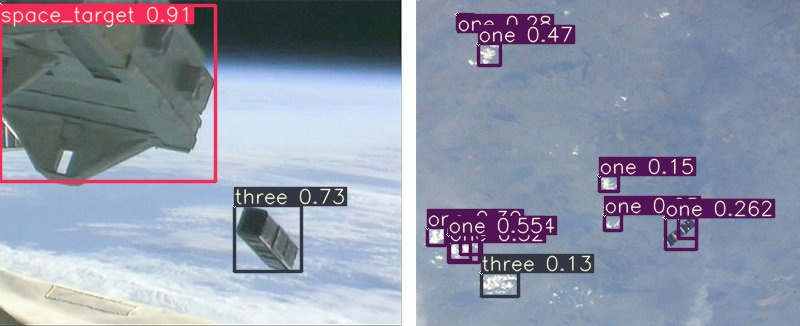 space_target 0.91
three 0.73
one 0.28
one 0.47
one 0.15
one
one 0.262
one 0.554
three 0.13